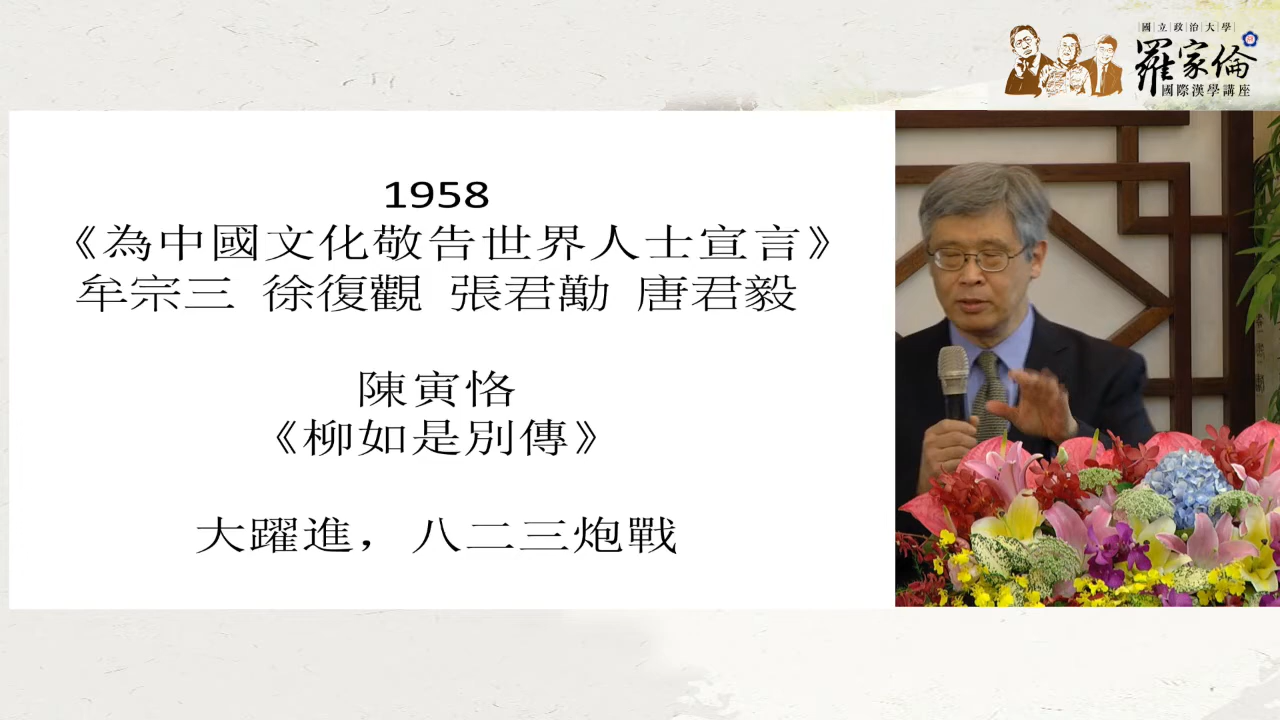 國立政治大學
羅家倫
國際漢學講座
1958
《為中國文化敬告世界人士宣言》
牟宗三 徐復觀 張君勱 唐君毅
陳寅恪
《柳如是別傳》
大躍進，八二三炮戰